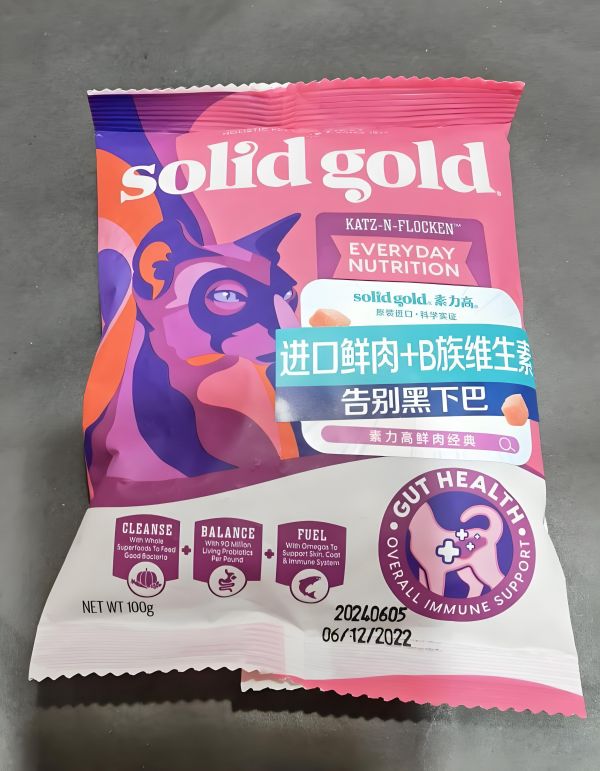 solid gold®
KATZ-N-FLOCKEN™
EVERYDAY
NUTRITION
solid gold® 素力高®
原装进口·科学实证
进口鲜肉+B族维生素
告别黑下巴
素力高鲜肉经典
GUT HEALTH
OVERALL IMMUNE SUPPORT
CLEANSE
With Whole
Superfoods To Feed
Good Bacteria
+
BALANCE
With 90 Million
Living Probiotics
Per Pound
+
FUEL
With Omegas To
Support Skin, Coat
& Immune System
NET WT 100g
20240605
06/12/2022